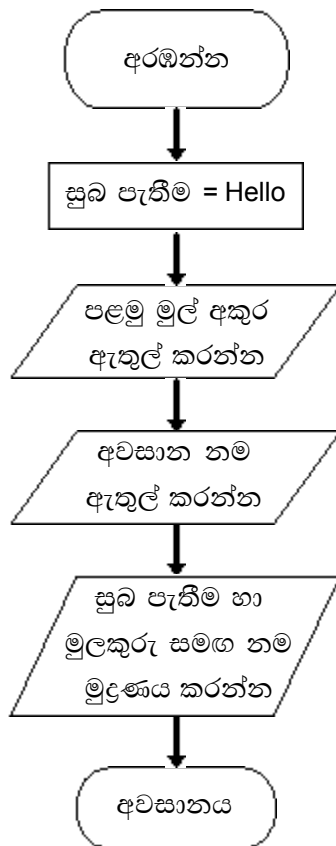 අරඹන්න
සුබ පැතීම = Hello
පළමු මුල් අකුර
ඇතුල් කරන්න
අවසාන නම
ඇතුල් කරන්න
සුබ පැතීම හා
මුලකුරු සමඟ නම
මුද්‍රණය කරන්න
අවසානය